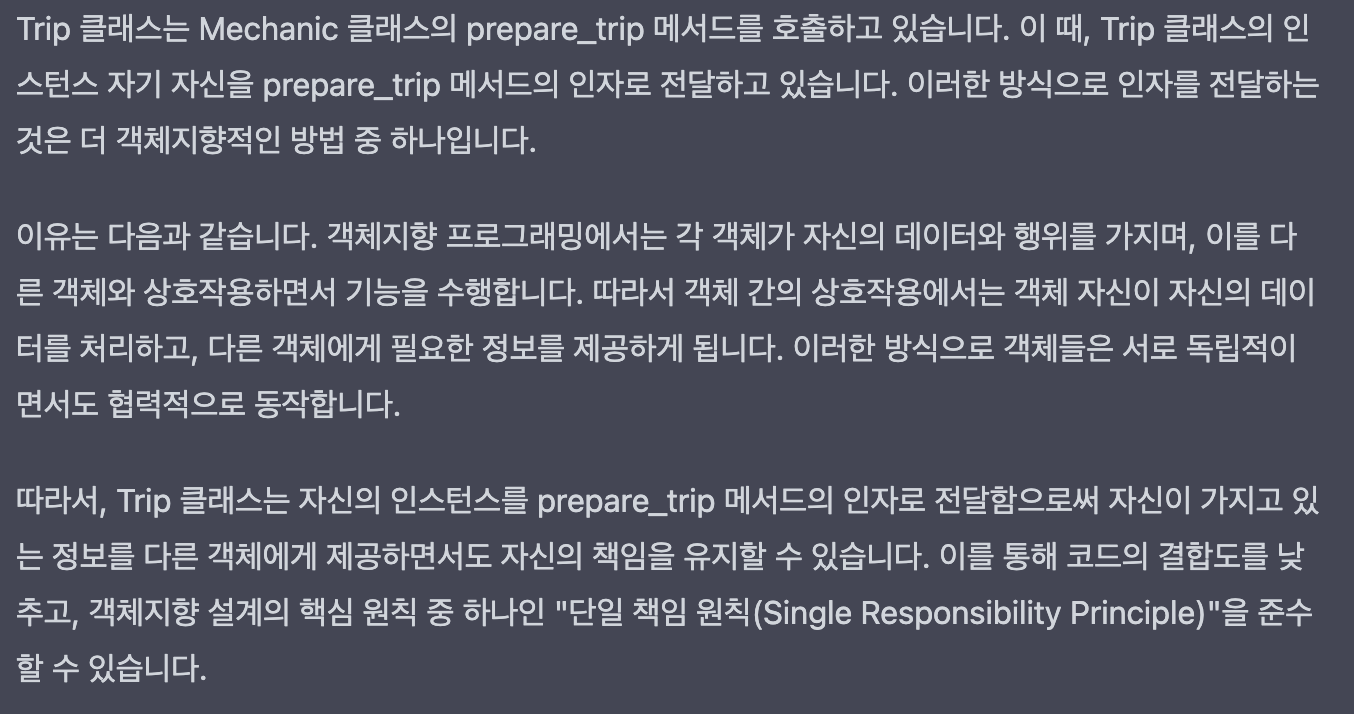 Trip 클래스는 Mechanic 클래스의 prepare_trip 메서드를 호출하고 있습니다. 이 때, Trip 클래스의 인
스턴스 자기 자신을 prepare_trip 메서드의 인자로 전달하고 있습니다. 이러한 방식으로 인자를 전달하는
것은 더 객체지향적인 방법 중 하나입니다.
이유는 다음과 같습니다. 객체지향 프로그래밍에서는 각 객체가 자신의 데이터와 행위를 가지며, 이를 다
른 객체와 상호작용하면서 기능을 수행합니다. 따라서 객체 간의 상호작용에서는 객체 자신이 자신의 데이
터를 처리하고, 다른 객체에게 필요한 정보를 제공하게 됩니다. 이러한 방식으로 객체들은 서로 독립적이
면서도 협력적으로 동작합니다.
따라서, Trip 클래스는 자신의 인스턴스를 prepare_trip 메서드의 인자로 전달함으로써 자신이 가지고 있
는 정보를 다른 객체에게 제공하면서도 자신의 책임을 유지할 수 있습니다. 이를 통해 코드의 결합도를 낮
추고, 객체지향 설계의 핵심 원칙 중 하나인 "단일 책임 원칙(Single Responsibility Principle)"을 준수
할 수 있습니다.